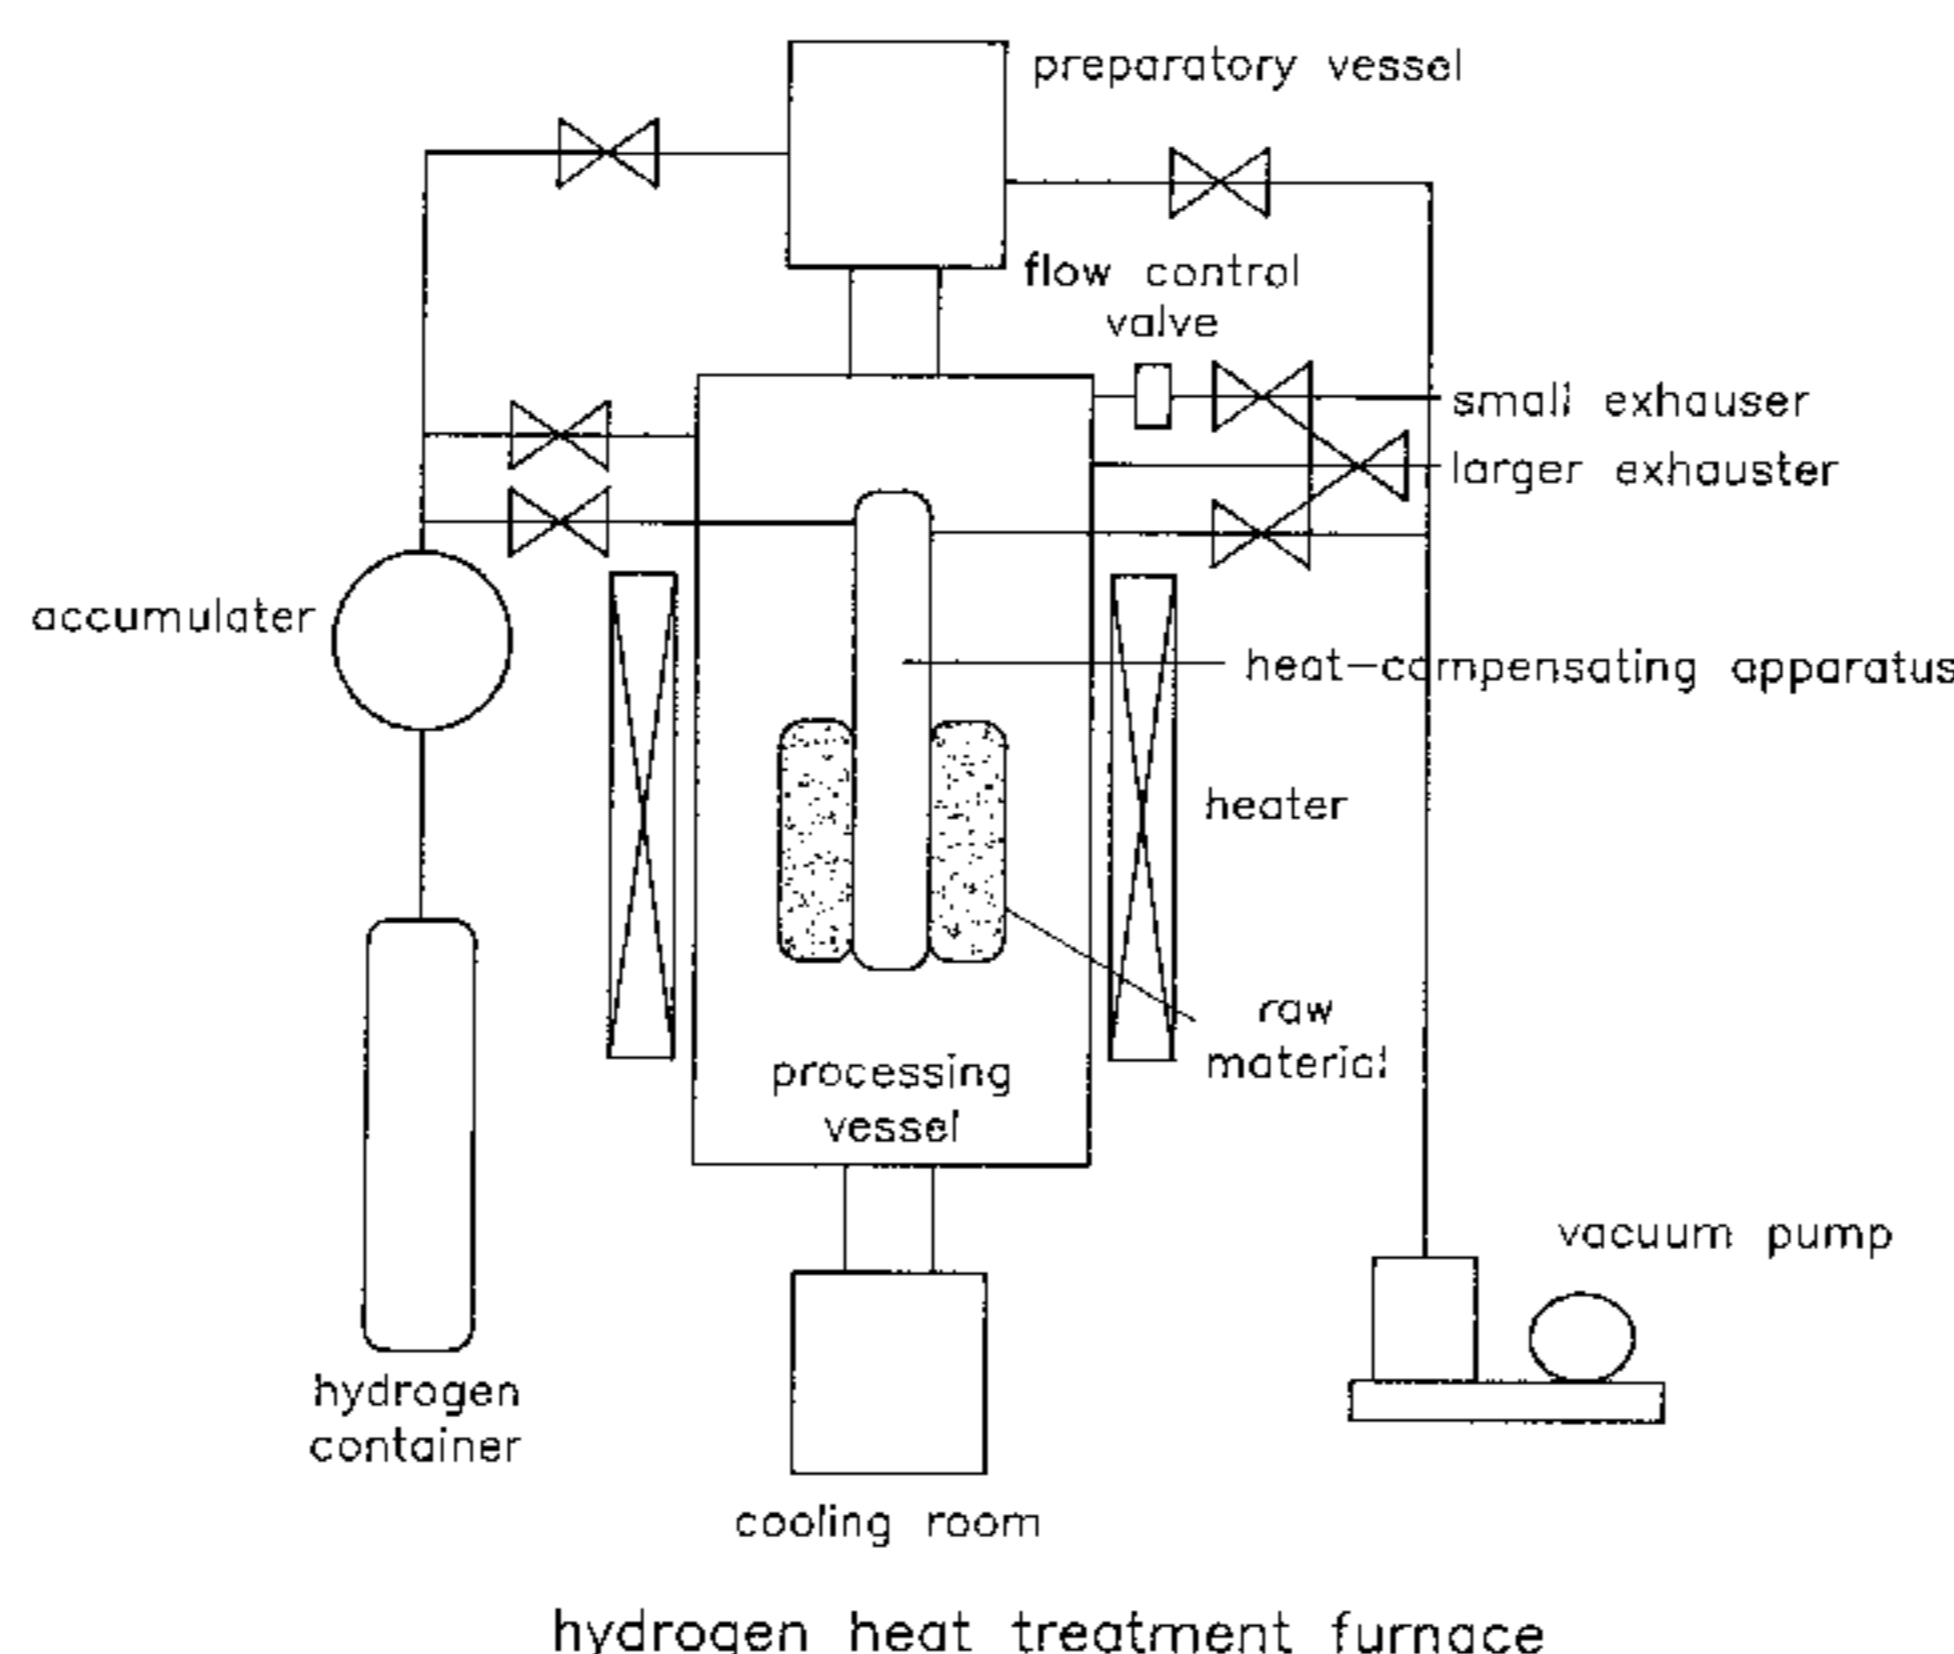 preparatory vessel
flow control
valve
small exhauser
larger exhauster
accumulater
heat-compensating apparatus
heater
raw
material
processing
vessel
vacuum pump
hydrogen
container
cooling room
hydrogen heat treatment furnace